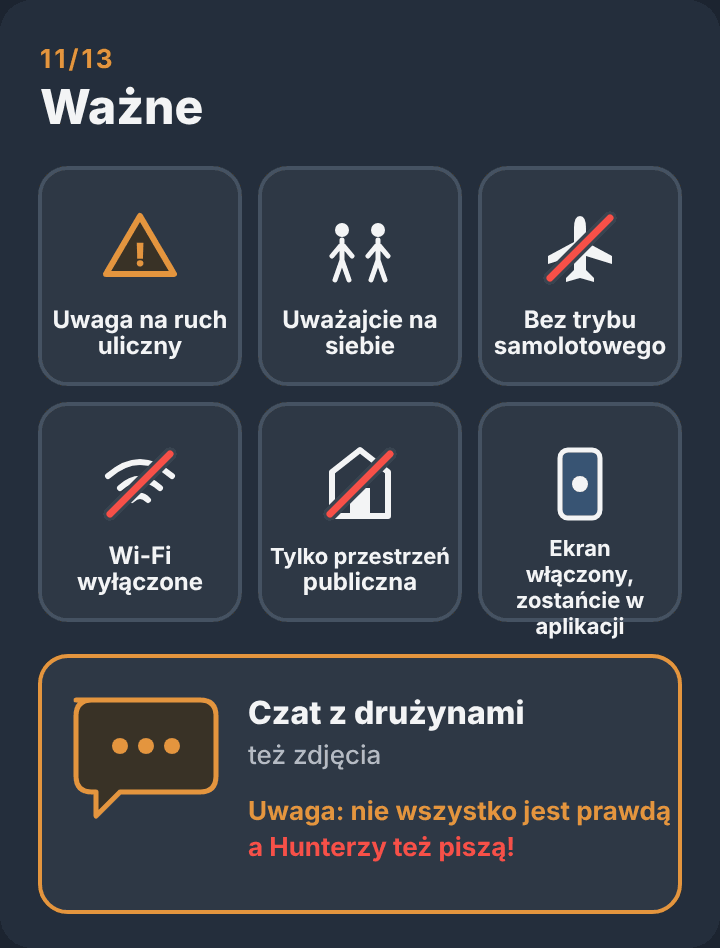 11/13
Ważne
!
Uwaga na ruch
uliczny
Uważajcie na
siebie
Bez trybu
samolotowego
Wi-Fi
wyłączone
Tylko przestrzeń
publiczna
Ekran
włączony,
zostańcie w
aplikacji
Czat z drużynami
też zdjęcia
Uwaga: nie wszystko jest prawdą
a Hunterzy też piszą!